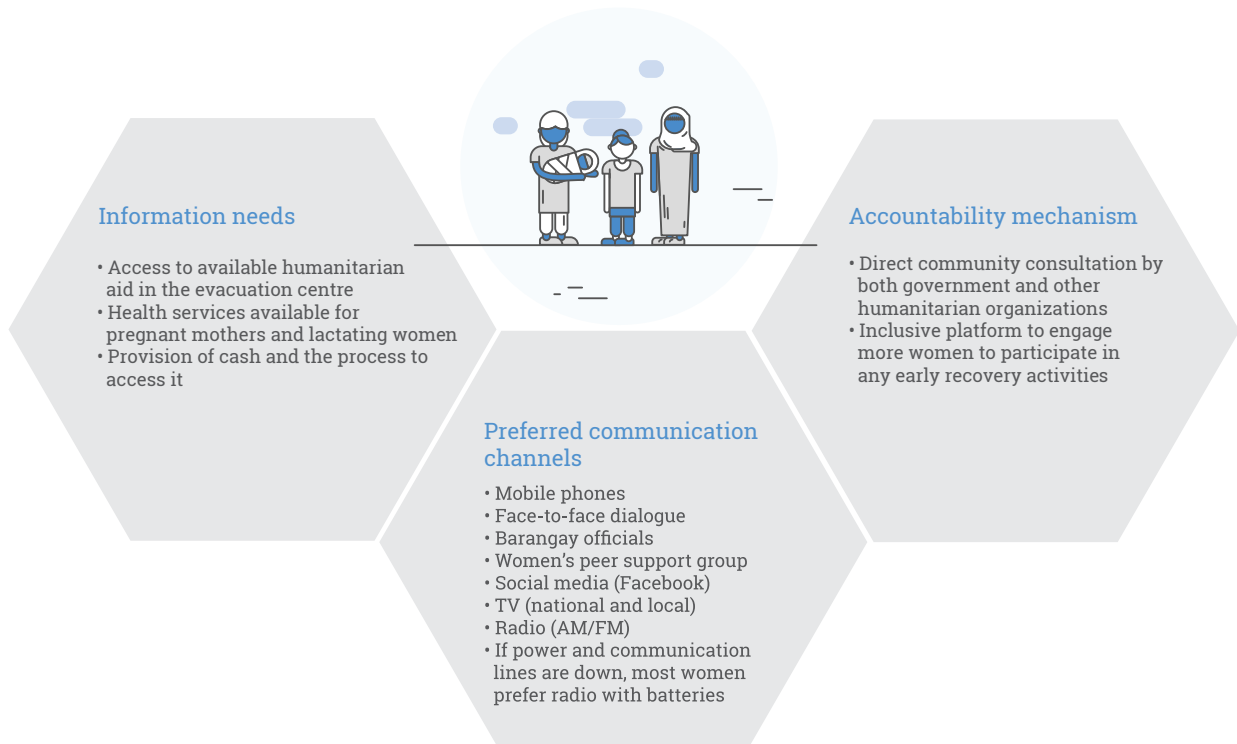 Information needs
• Access to available humanitarian
aid in the evacuation centre
• Health services available for
pregnant mothers and lactating women
• Provision of cash and the process to
access it
Preferred communication
channels
• Mobile phones
• Face-to-face dialogue
• Barangay officials
• Women’s peer support group
• Social media (Facebook)
• TV (national and local)
• Radio (AM/FM)
• If power and communication
lines are down, most women
prefer radio with batteries
Accountability mechanism
• Direct community consultation by
both government and other
humanitarian organizations
• Inclusive platform to engage
more women to participate in
any early recovery activities